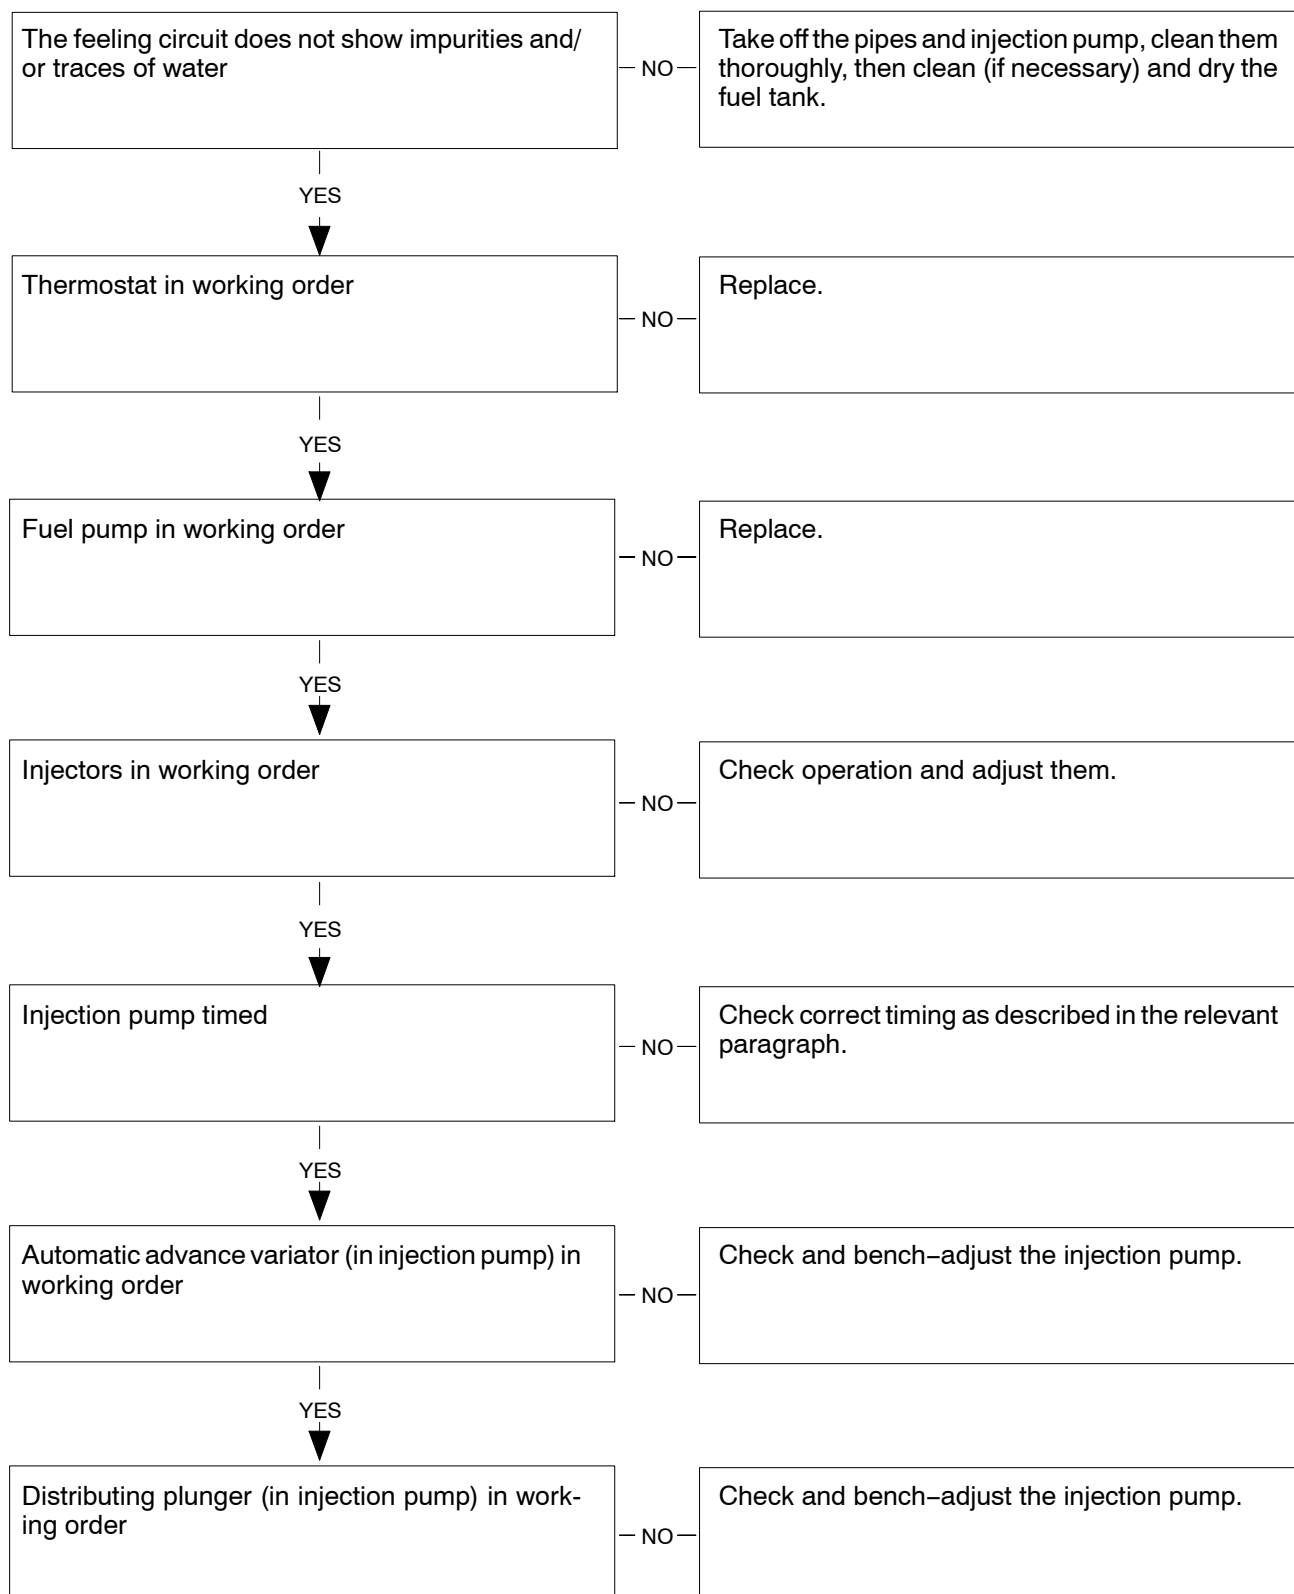 The feeling circuit does not show impurities and/
or traces of water
NO
Take off the pipes and injection pump, clean them
thoroughly, then clean (if necessary) and dry the
fuel tank.
YES
Thermostat in working order
NO
Replace.
YES
Fuel pump in working order
NO
Replace.
YES
Injectors in working order
NO
Check operation and adjust them.
YES
Injection pump timed
NO
Check correct timing as described in the relevant
paragraph.
YES
Automatic advance variator (in injection pump) in
working order
NO
Check and bench–adjust the injection pump.
YES
Distributing plunger (in injection pump) in work-
ing order
NO
Check and bench–adjust the injection pump.